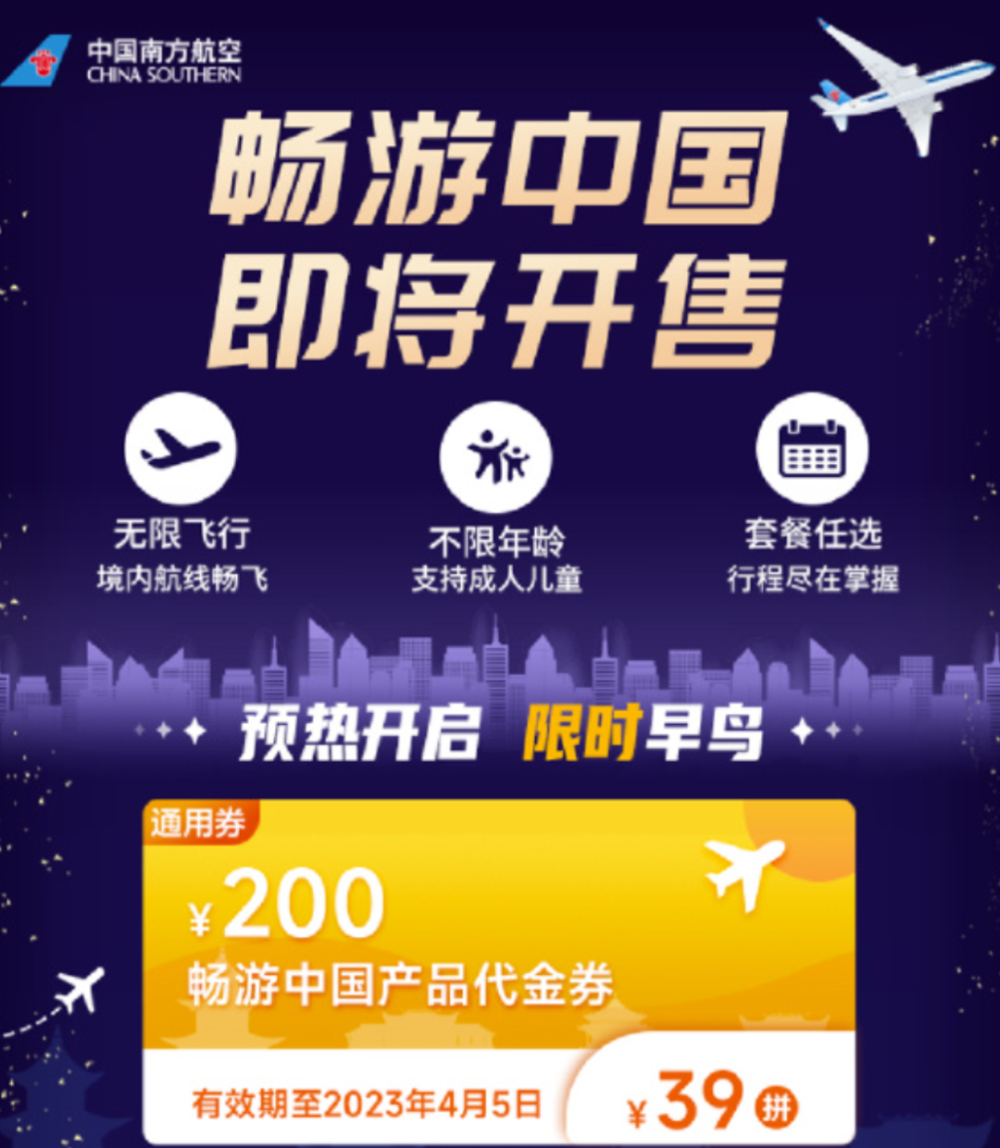 中国南方航空
CHINA SOUTHERN
畅游中国
即将开售
无限飞行
境内航线畅飞
不限年龄
支持成人儿童
套餐任选
行程尽在掌握
预热开启 限时早鸟
通用券
¥200
畅游中国产品代金券
有效期至2023年4月5日
¥39拼